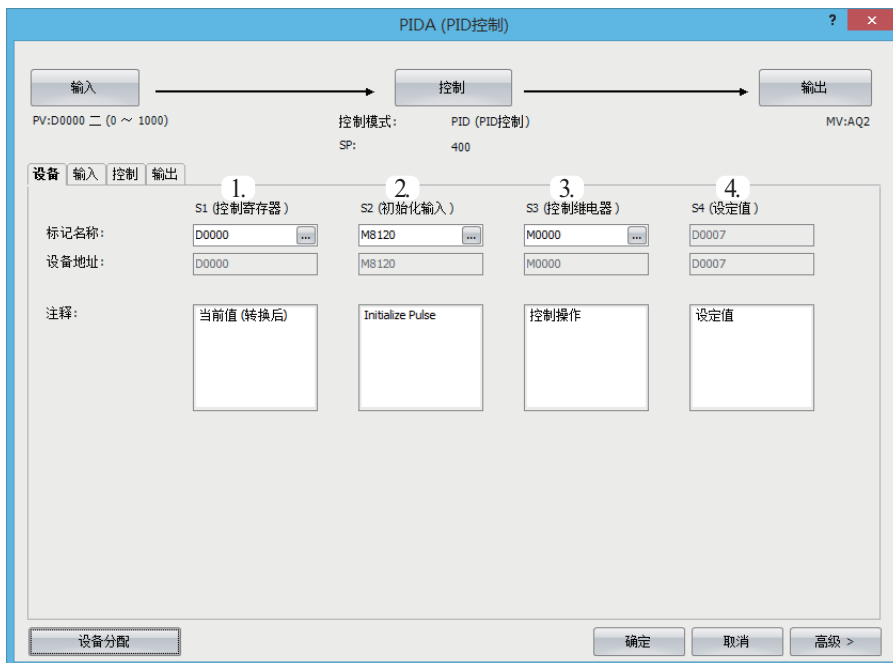 PIDA (PID控制)
?
×
输入
控制
输出
PV:D0000 二 (0 ～ 1000)
控制模式: PID (PID控制)
MV:AQ2
SP: 400
设备 输入 控制 输出
1. 2. 3. 4.
S1 (控制寄存器) S2 (初始化输入) S3 (控制继电器) S4 (设定值)
标记名称: D0000 ... M8120 ... M0000 ... D0007
设备地址: D0000 M8120 M0000 D0007
注释: 当前值 (转换后) Initialize Pulse 控制操作 设定值
设备分配 确定 取消 高级 >